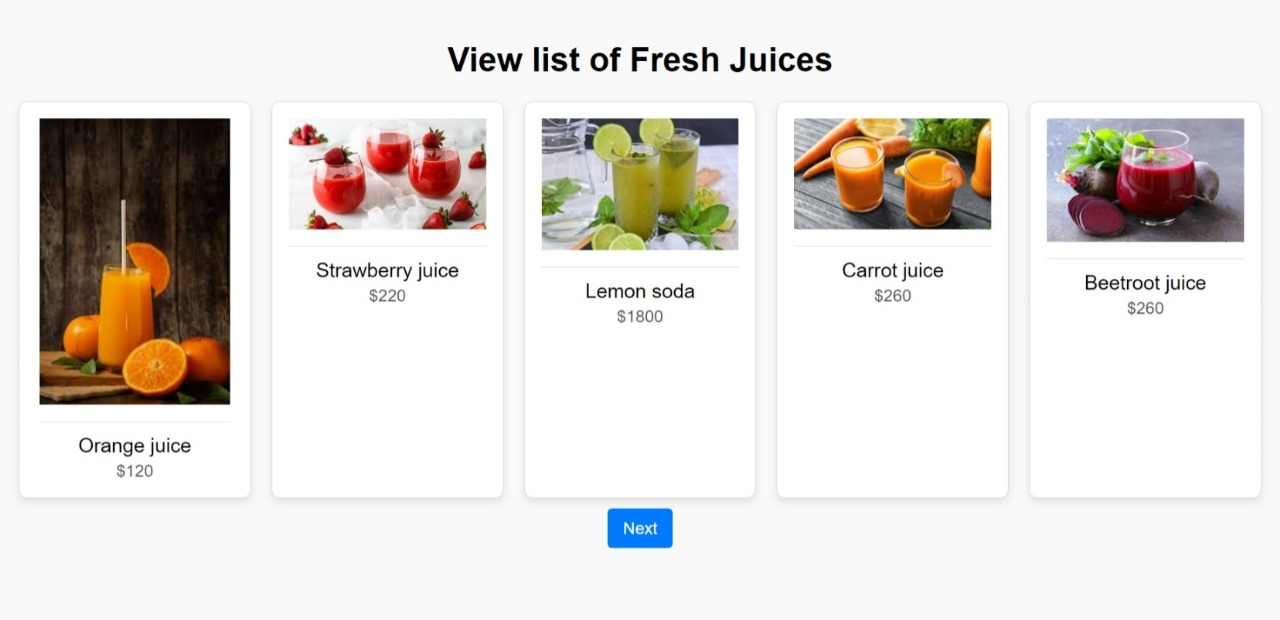 View list of Fresh Juices
Orange juice
$120
Strawberry juice
$220
Lemon soda
$1800
Carrot juice
$260
Beetroot juice
$260
Next